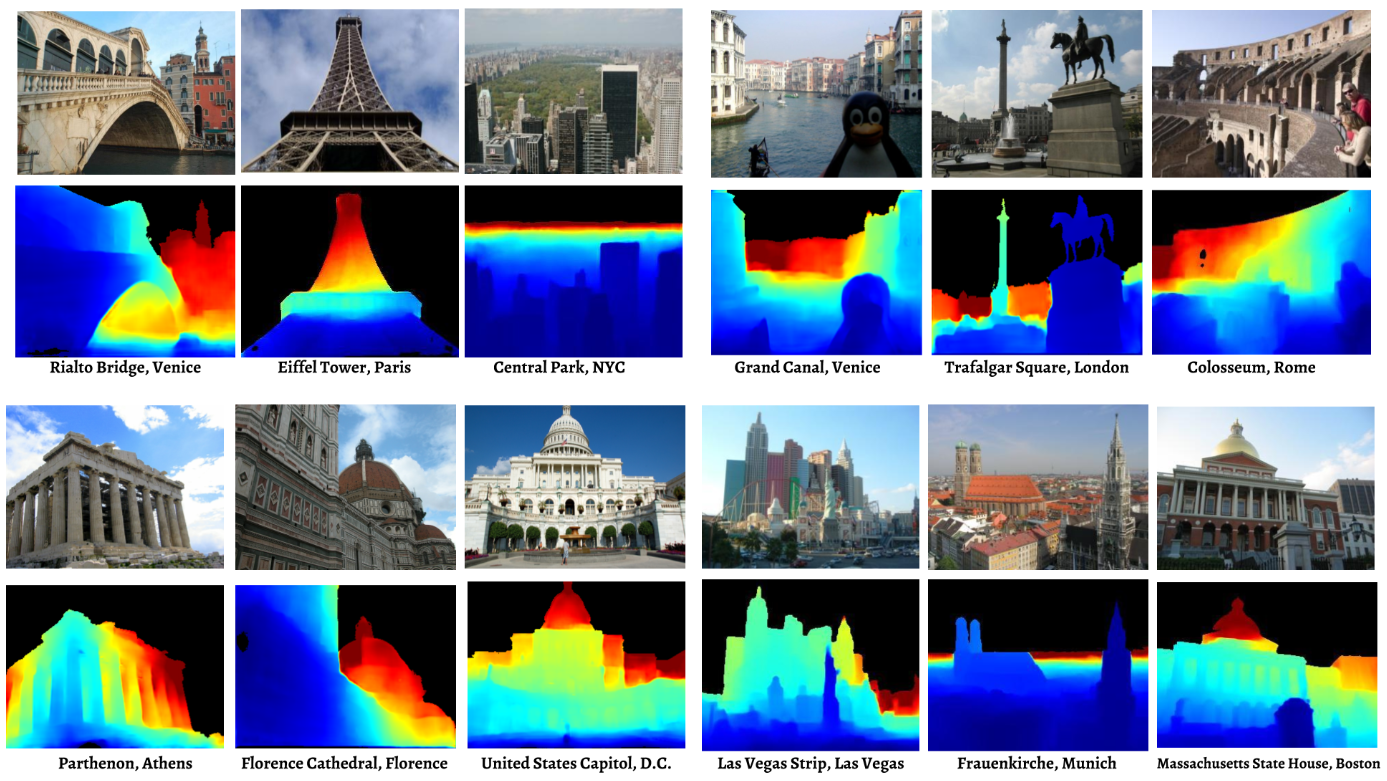 Rialto Bridge, Venice
Eiffel Tower, Paris
Central Park, NYC
Grand Canal, Venice
Trafalgar Square, London
Colosseum, Rome
Parthenon, Athens
Florence Cathedral, Florence
United States Capitol, D.C.
Las Vegas Strip, Las Vegas
Frauenkirche, Munich
Massachusetts State House, Boston